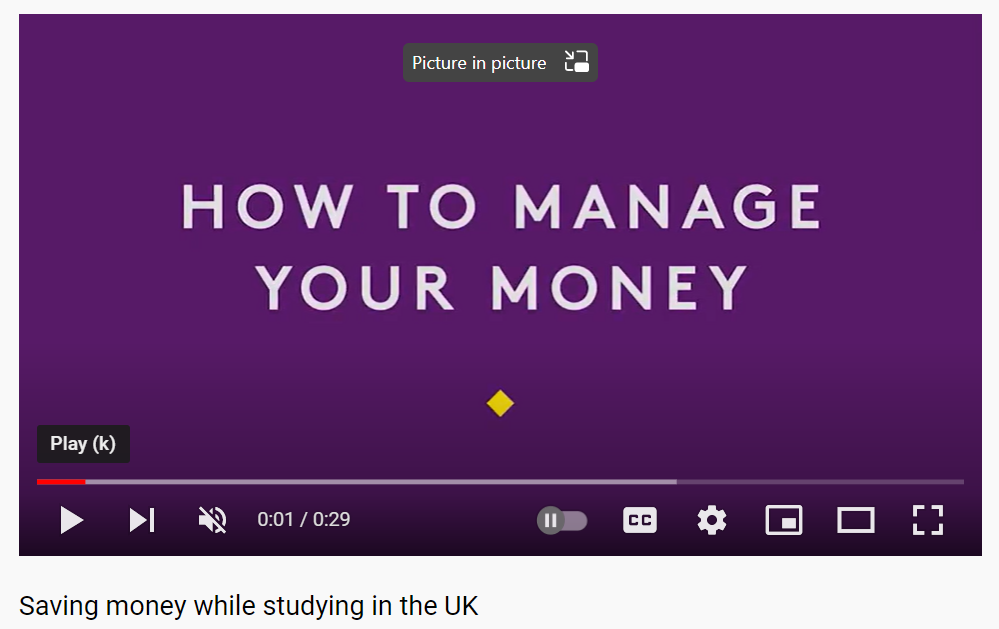 Picture in picture
HOW TO MANAGE
YOUR MONEY
Play (k)
0:01 / 0:29
CC
Saving money while studying in the UK